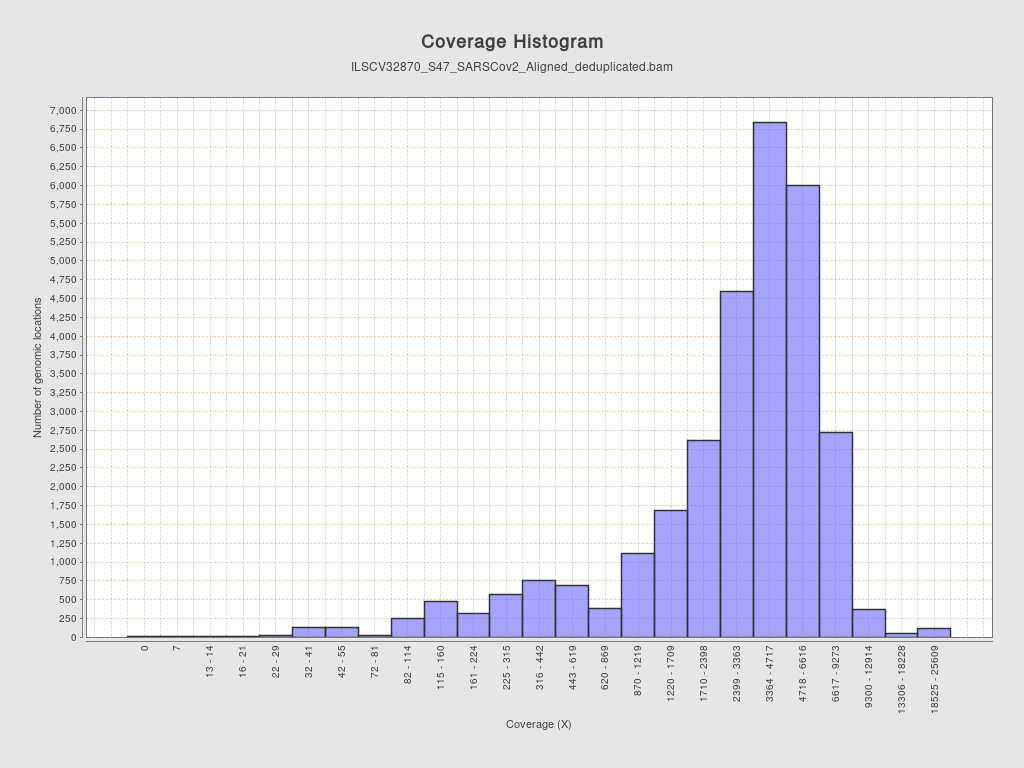 Coverage Histogram
ILSCV32870_S47_SARSCov2_Aligned_deduplicated.bam
Number of genomic locations
7,000
6,750
6,500
6,250
6,000
5,750
5,500
5,250
5,000
4,750
4,500
4,250
4,000
3,750
3,500
3,250
3,000
2,750
2,500
2,250
2,000
1,750
1,500
1,250
1,000
750
500
250
0
0
7
13 - 14
16 - 21
22 - 29
32 - 41
42 - 55
72 - 81
82 - 114
115 - 160
161 - 224
225 - 315
316 - 442
443 - 619
620 - 869
870 - 1219
1220 - 1709
1710 - 2398
2399 - 3363
3364 - 4717
4718 - 6616
6617 - 9273
9300 - 12914
13306 - 18228
18525 - 25609
Coverage (X)